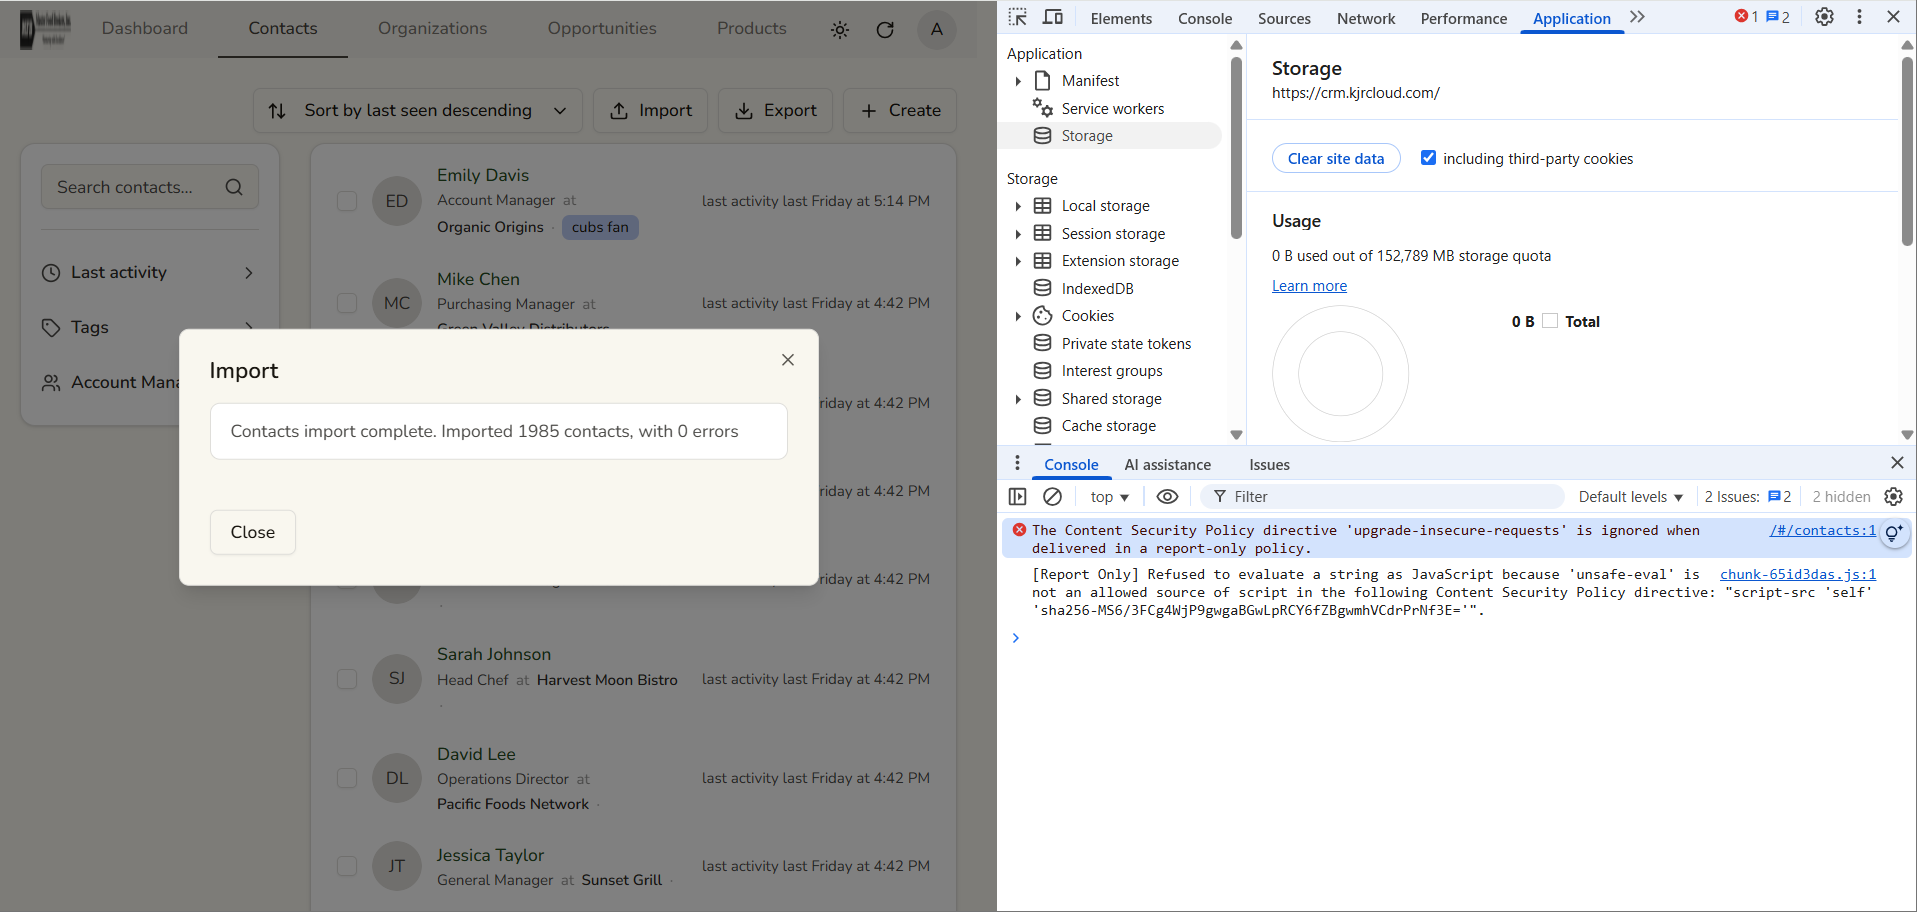 Dashboard
Contacts
Organizations
Opportunities
Products
A
Sort by last seen descending
Import
Export
Create
Search contacts...
Last activity
Tags
Account Mana
ED
Emily Davis
Account Manager at
Organic Origins · cubs fan
last activity last Friday at 5:14 PM
MC
Mike Chen
Purchasing Manager at
Green Valley Distributors
last activity last Friday at 4:42 PM
riday at 4:42 PM
riday at 4:42 PM
riday at 4:42 PM
Import
Contacts import complete. Imported 1985 contacts, with 0 errors
Close
SJ
Sarah Johnson
Head Chef at Harvest Moon Bistro
·
last activity last Friday at 4:42 PM
DL
David Lee
Operations Director at
Pacific Foods Network ·
last activity last Friday at 4:42 PM
JT
Jessica Taylor
General Manager at Sunset Grill ·
last activity last Friday at 4:42 PM
Elements
Console
Sources
Network
Performance
Application
1
2
Application
Manifest
Service workers
Storage
Storage
Local storage
Session storage
Extension storage
IndexedDB
Cookies
Private state tokens
Interest groups
Shared storage
Cache storage
Storage
https://crm.kjrcloud.com/
Clear site data
including third-party cookies
Usage
0 B used out of 152,789 MB storage quota
Learn more
0 B Total
Console
AI assistance
Issues
top
Filter
Default levels
2 Issues: 2
2 hidden
The Content Security Policy directive 'upgrade-insecure-requests' is ignored when
delivered in a report-only policy.
/#/contacts:1
[Report Only] Refused to evaluate a string as JavaScript because 'unsafe-eval' is
not an allowed source of script in the following Content Security Policy directive: "script-src 'self'
'sha256-MS6/3FCg4WjP9gwgaBGwLpRCY6fZBgwmhVCdrPrNf3E='".
chunk-65id3das.js:1